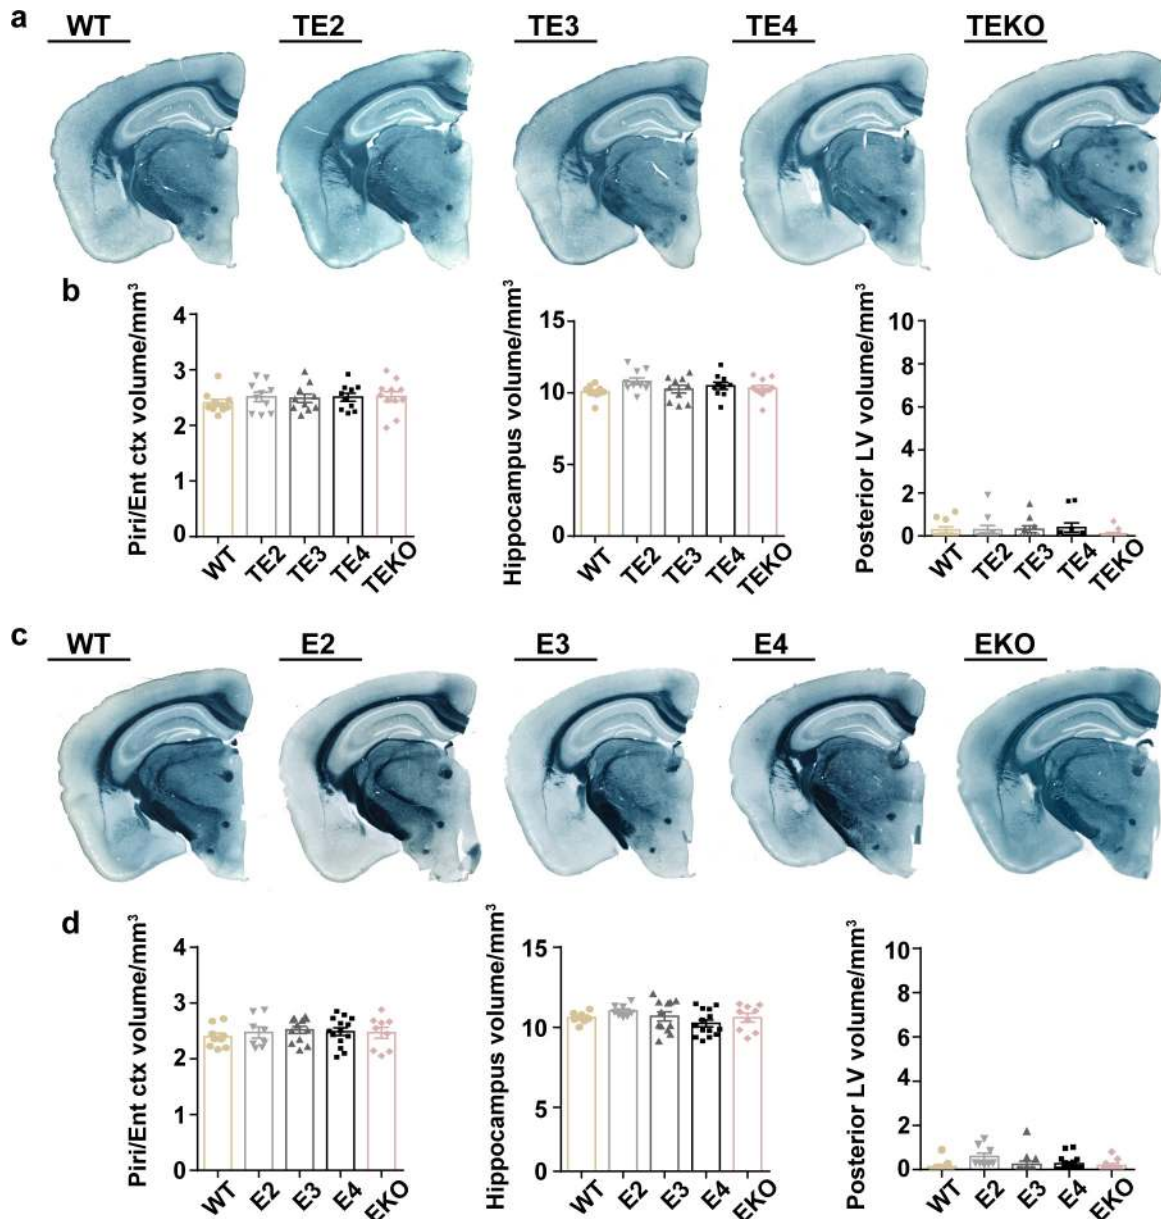 a
WT TE2 TE3 TE4 TEKO
b
Piri/Ent ctx volume/mm³
4
3
2
1
0
WT TE2 TE3 TE4 TEKO
Hippocampus volume/mm³
15
10
5
0
WT TE2 TE3 TE4 TEKO
Posterior LV volume/mm³
10
8
6
4
2
0
WT TE2 TE3 TE4 TEKO
c
WT E2 E3 E4 EKO
d
Piri/Ent ctx volume/mm³
4
3
2
1
0
WT E2 E3 E4 EKO
Hippocampus volume/mm³
15
10
5
0
WT E2 E3 E4 EKO
Posterior LV volume/mm³
10
8
6
4
2
0
WT E2 E3 E4 EKO